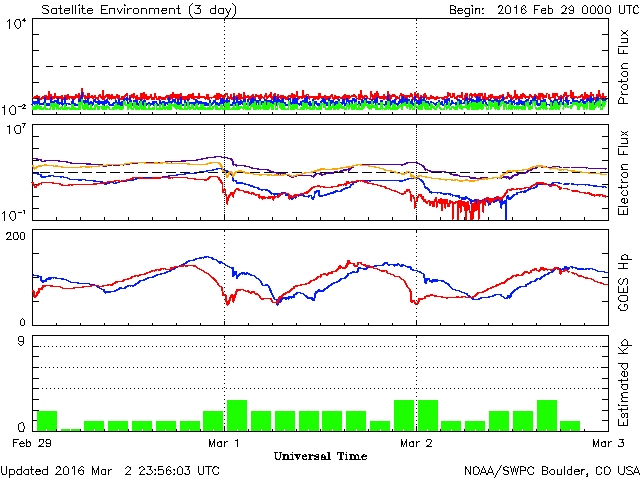 Satellite Environment (3 day)
Begin: 2016 Feb 29 0000 UTC
10^4
10^-2
Proton Flux
10^7
10^-1
Electron Flux
200
0
GOES Hp
9
0
Estimated Kp
Feb 29
Mar 1
Mar 2
Mar 3
Universal Time
Updated 2016 Mar 2 23:56:03 UTC
NOAA/SWPC Boulder, CO USA